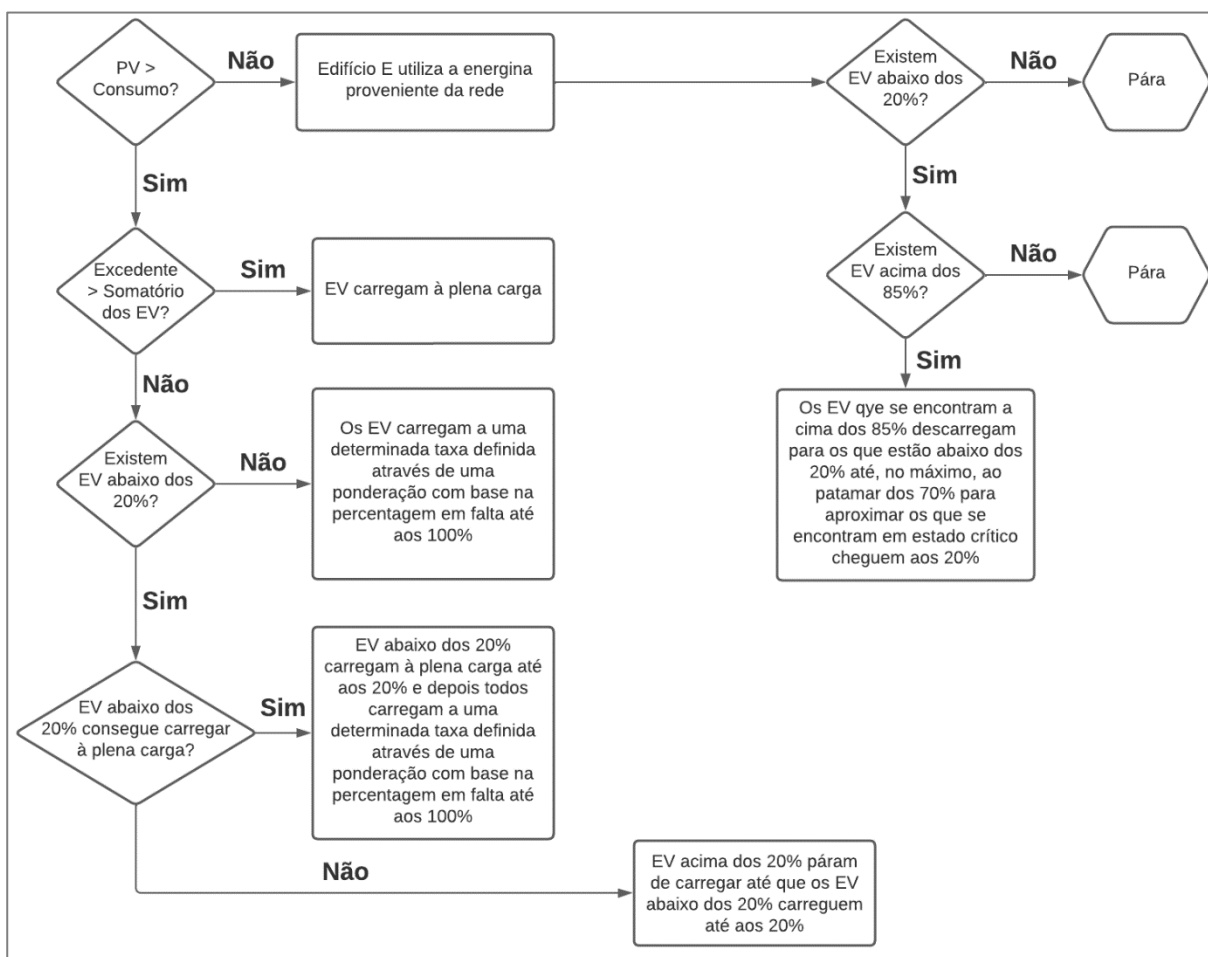 PV >
Consumo?
Não
Edifício E utiliza a energina
proveniente da rede
Existem
EV abaixo dos
20%?
Não
Pára
Sim
Sim
Excedente
> Somatório
dos EV?
Sim
EV carregam à plena carga
Existem
EV acima dos
85%?
Não
Pára
Não
Sim
Existem
EV abaixo dos
20%?
Não
Os EV carregam a uma
determinada taxa definida
através de uma
ponderação com base na
percentagem em falta até
aos 100%
Os EV qye se encontram a
cima dos 85% descarregam
para os que estão abaixo dos
20% até, no máximo, ao
patamar dos 70% para
aproximar os que se
encontram em estado crítico
cheguem aos 20%
Sim
EV abaixo dos
20% consegue carregar
à plena carga?
Sim
EV abaixo dos 20%
carregam à plena carga até
aos 20% e depois todos
carregam a uma
determinada taxa definida
através de uma
ponderação com base na
percentagem em falta até
aos 100%
Não
EV acima dos 20% páram
de carregar até que os EV
abaixo dos 20% carreguem
até aos 20%